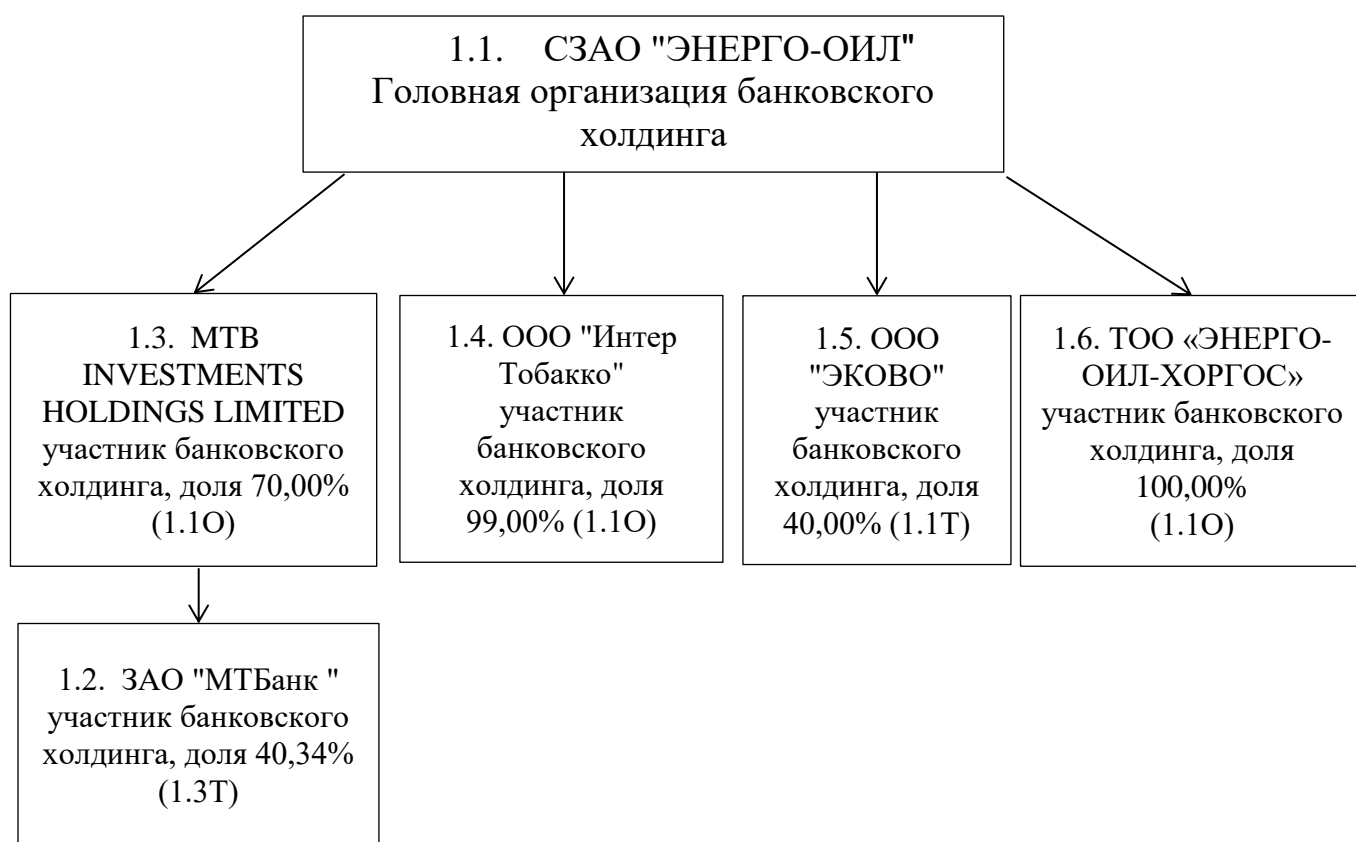 1.1. СЗАО "ЭНЕРГО-ОИЛ"
Головная организация банковского
холдинга
1.3. MTB
INVESTMENTS
HOLDINGS LIMITED
участник банковского
холдинга, доля 70,00%
(1.1О)
1.4. ООО "Интер
Тобакко"
участник
банковского
холдинга, доля
99,00% (1.1О)
1.5. ООО
"ЭКОВО"
участник
банковского
холдинга, доля
40,00% (1.1Т)
1.6. ТОО «ЭНЕРГО-
ОИЛ-ХОРГОС»
участник банковского
холдинга, доля
100,00%
(1.1О)
1.2. ЗАО "МТБанк "
участник банковского
холдинга, доля 40,34%
(1.3Т)